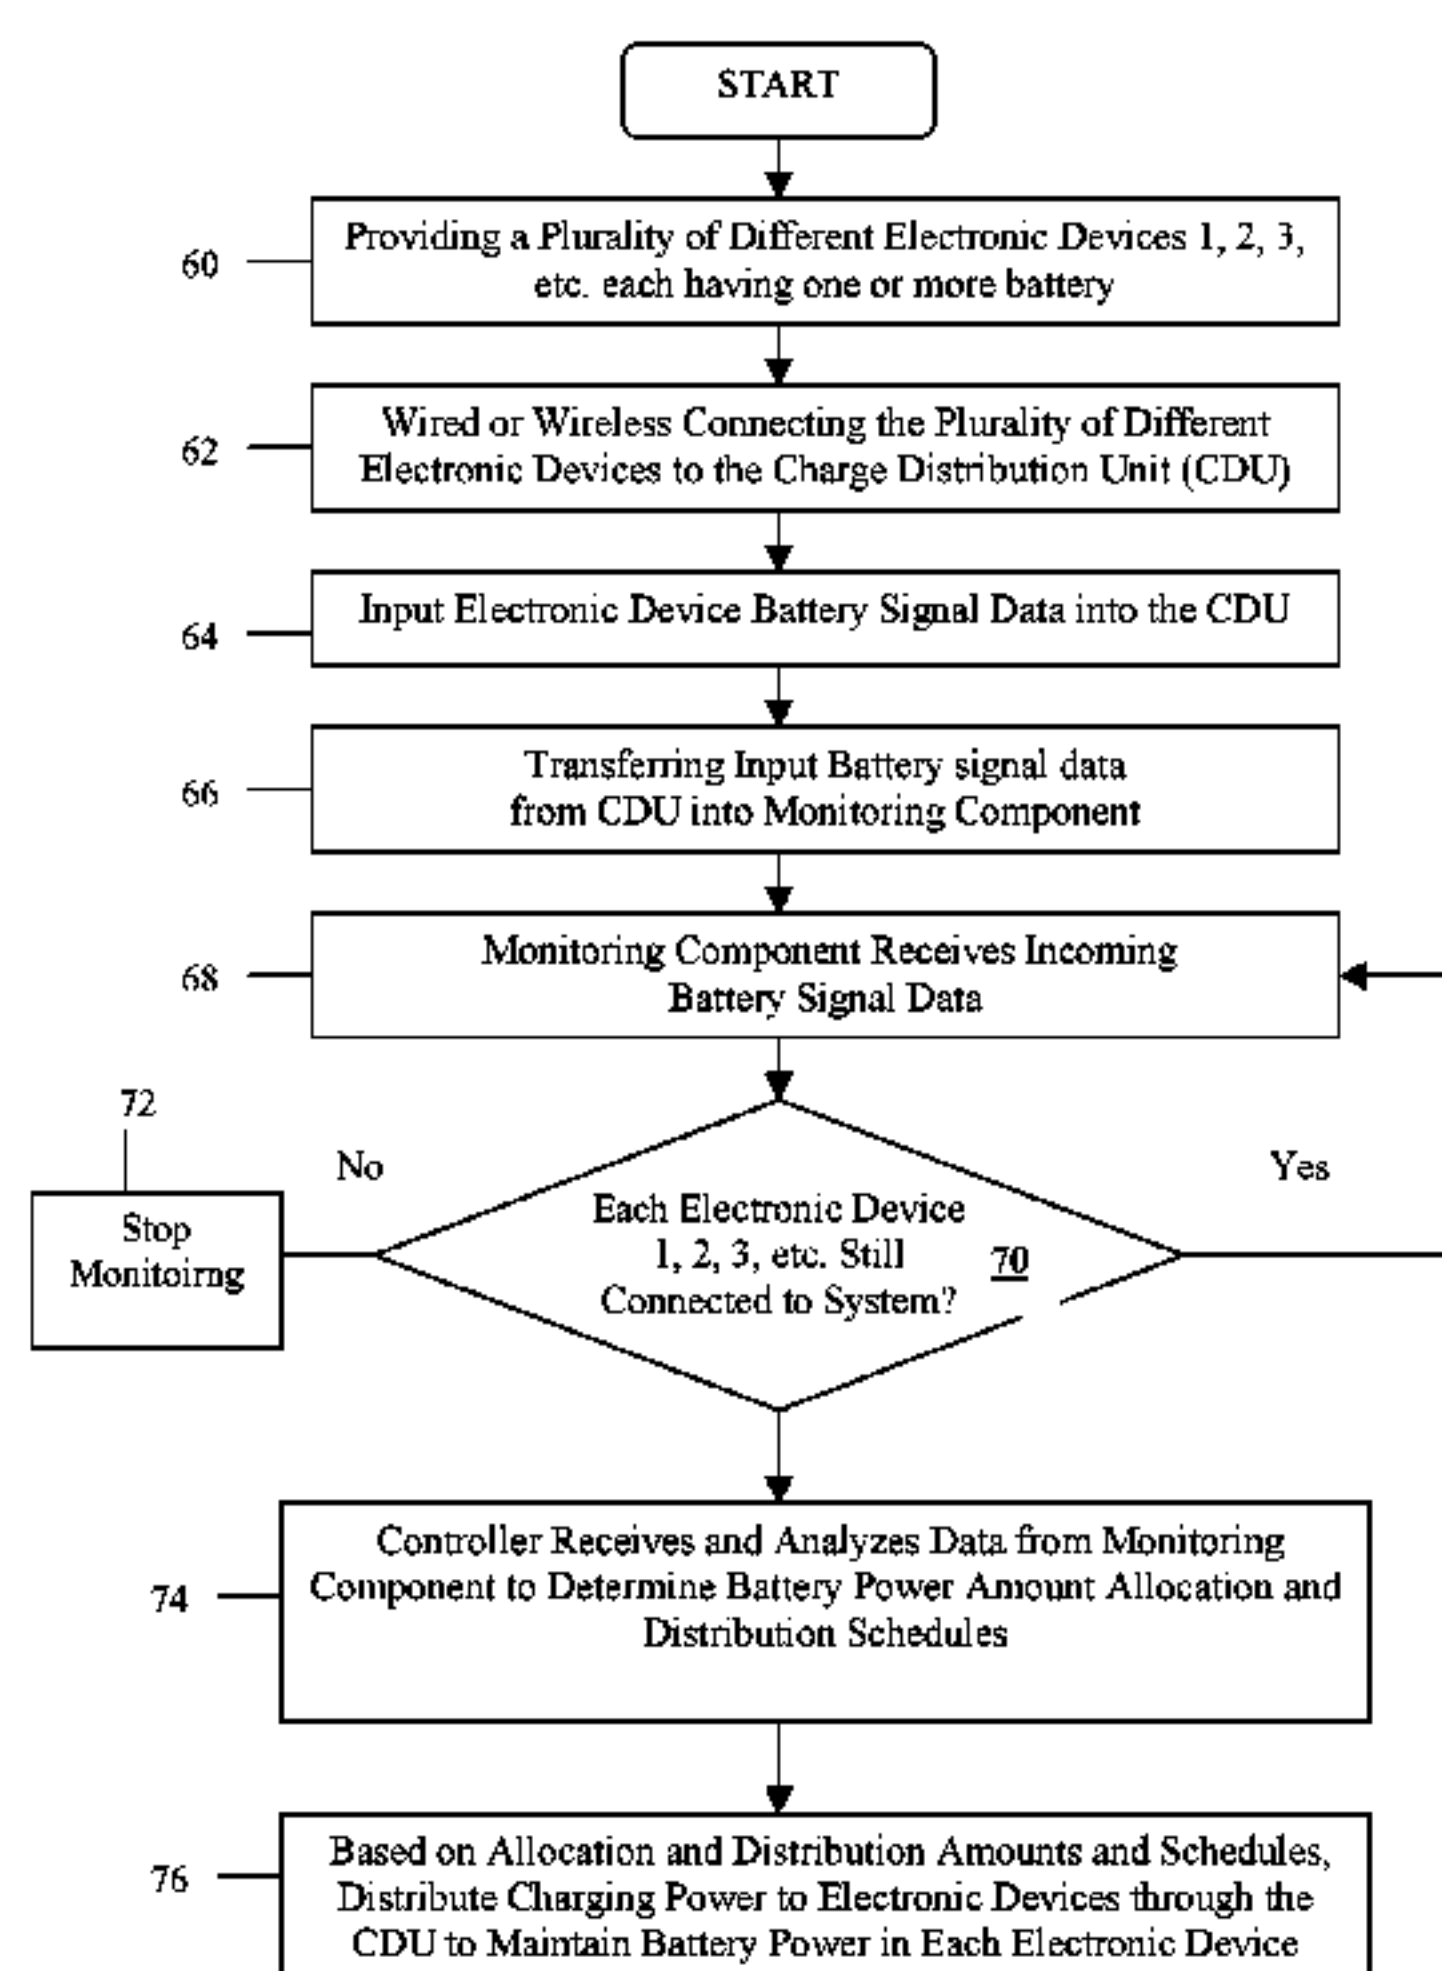 START
60
Providing a Plurality of Different Electronic Devices 1, 2, 3,
etc. each having one or more battery
62
Wired or Wireless Connecting the Plurality of Different
Electronic Devices to the Charge Distribution Unit (CDU)
64
Input Electronic Device Battery Signal Data into the CDU
66
Transferring Input Battery signal data
from CDU into Monitoring Component
68
Monitoring Component Receives Incoming
Battery Signal Data
72
No
Yes
Stop
Monitoirng
Each Electronic Device
1, 2, 3, etc. Still
Connected to System?
70
74
Controller Receives and Analyzes Data from Monitoring
Component to Determine Battery Power Amount Allocation and
Distribution Schedules
76
Based on Allocation and Distribution Amounts and Schedules,
Distribute Charging Power to Electronic Devices through the
CDU to Maintain Battery Power in Each Electronic Device